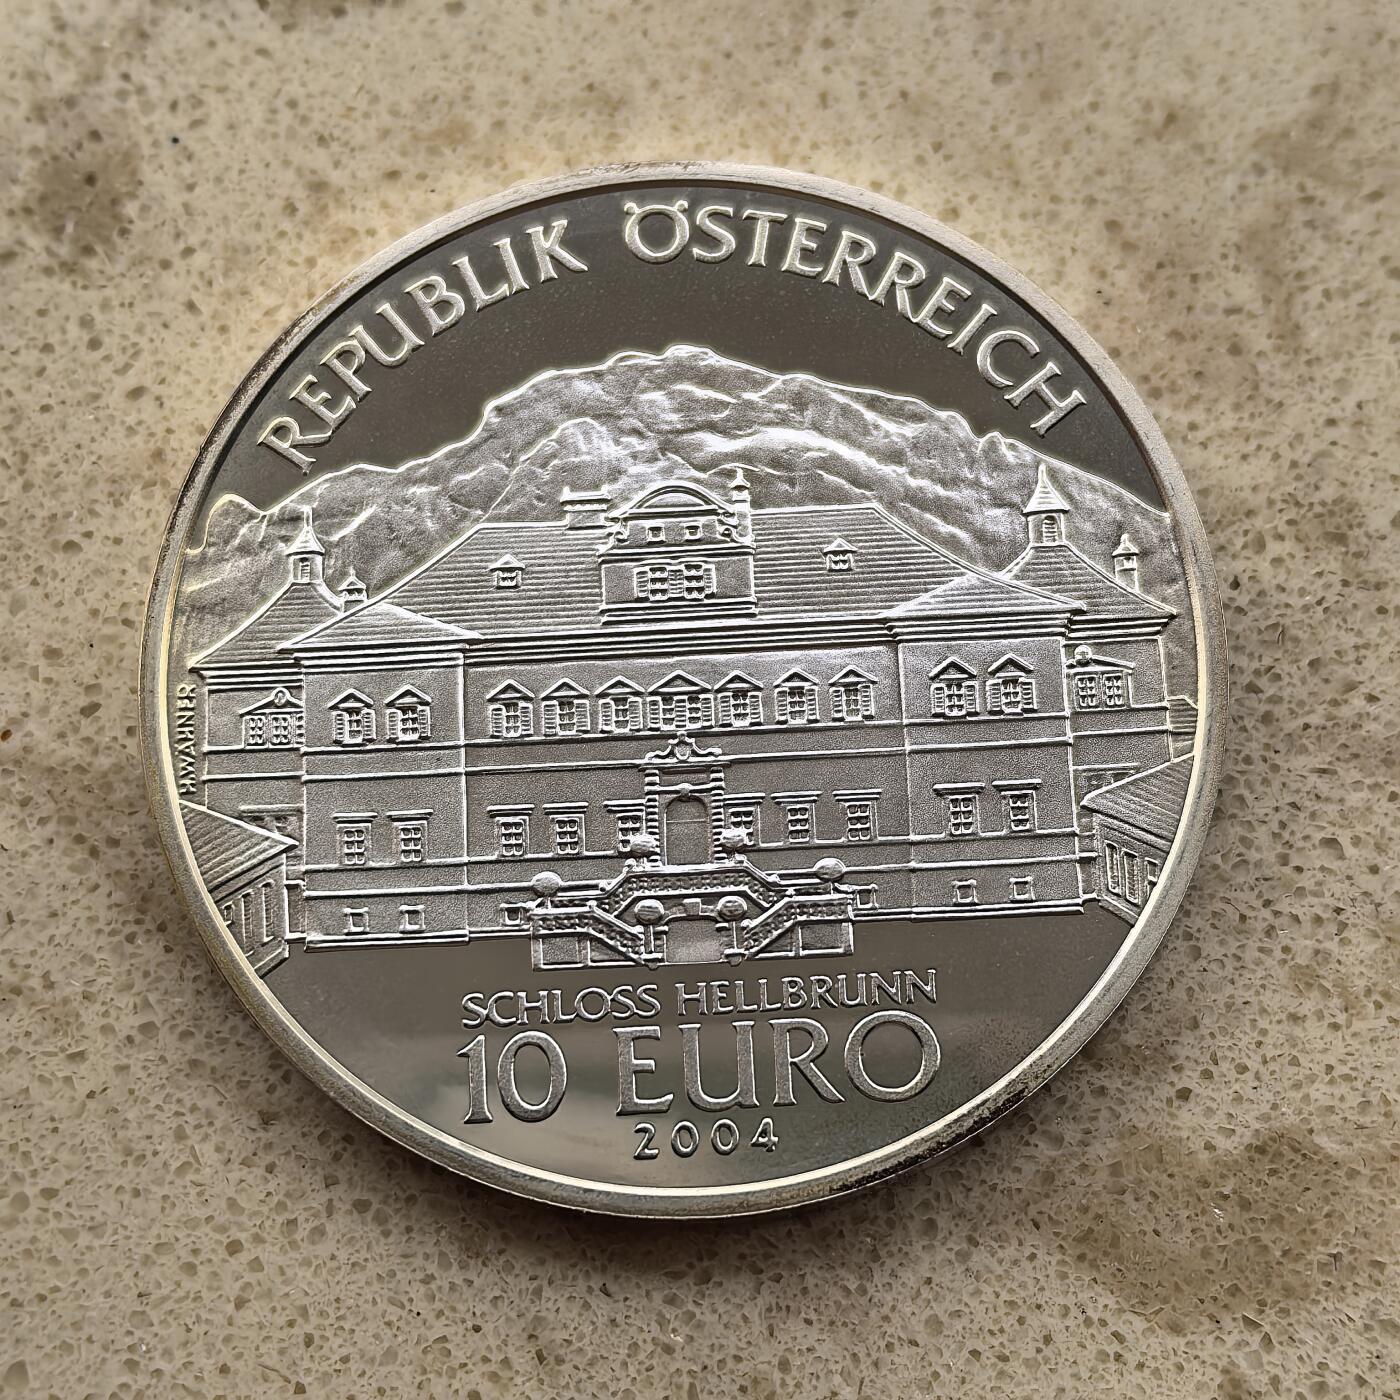 REPUBLIK ÖSTERREICH
H.WÄHNER
SCHLOSS HELLBRUNN
10 EURO
2004